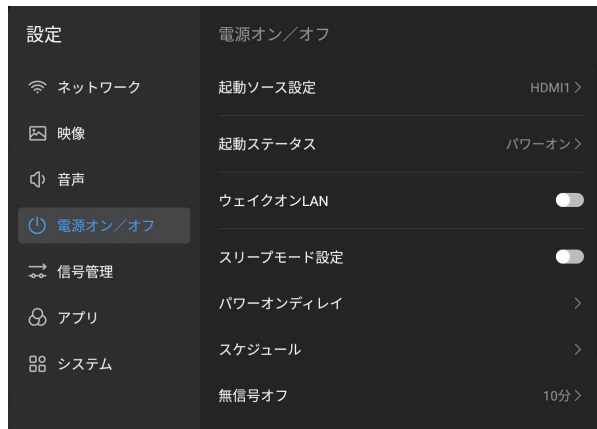 設定
ネットワーク
映像
音声
電源オン／オフ
信号管理
アプリ
システム
電源オン／オフ
起動ソース設定 HDMI1
起動ステータス パワーオン
ウェイクオンLAN
スリープモード設定
パワーオンディレイ
スケジュール
無信号オフ 10分